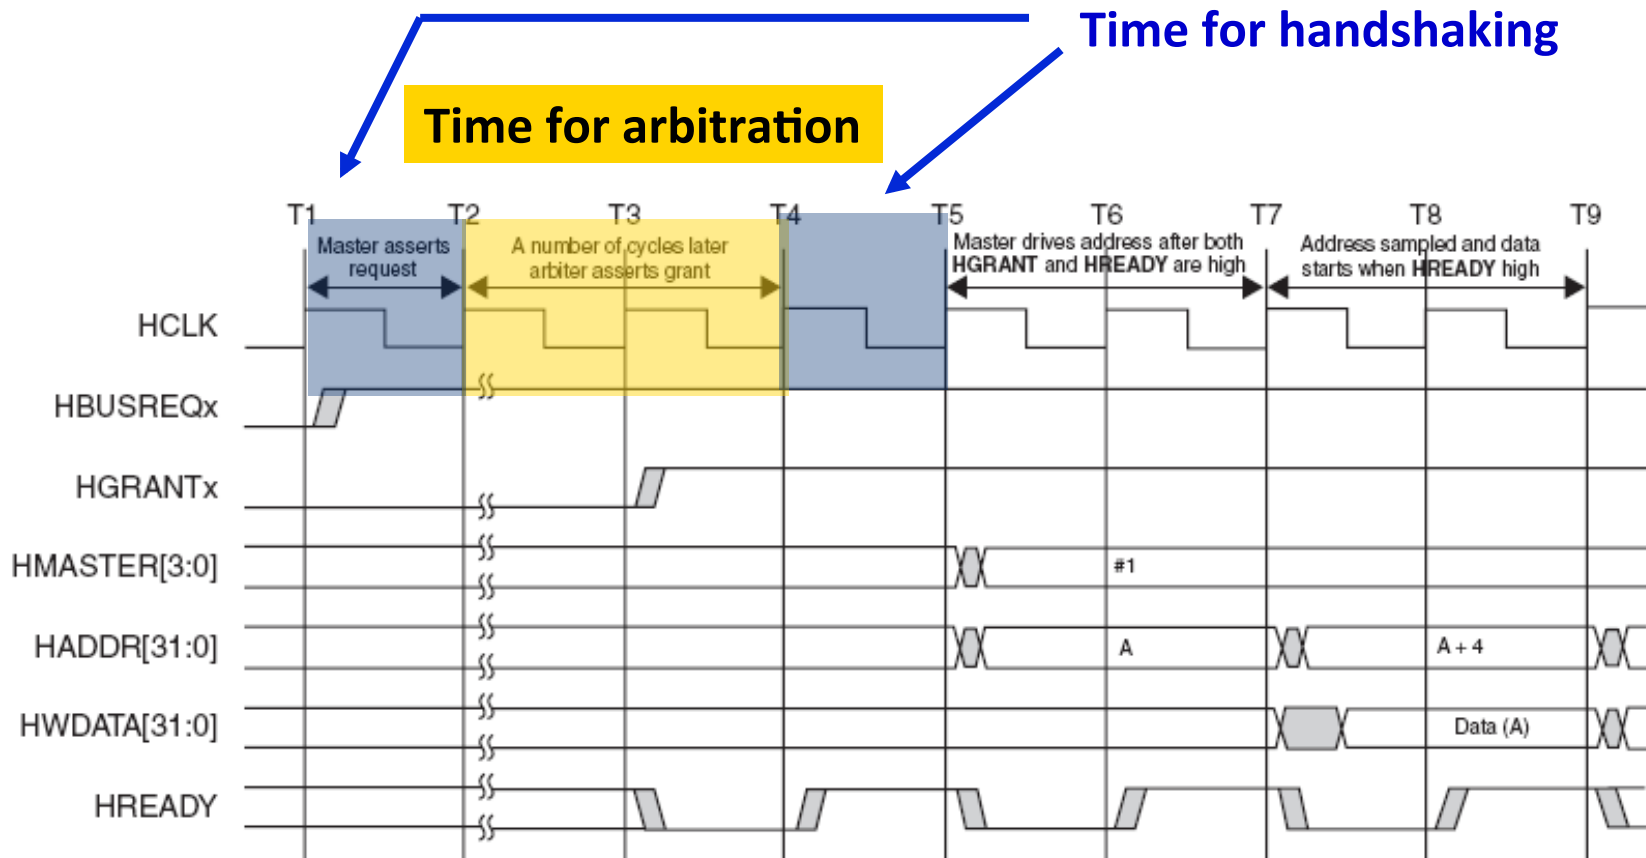 Time for handshaking
Time for arbitration
T1 T2 T3 T4 T5 T6 T7 T8 T9
Master asserts
request
A number of cycles later
arbiter asserts grant
Master drives address after both
HGRANT and HREADY are high
Address sampled and data
starts when HREADY high
HCLK
HBUSREQx
HGRANTx
HMASTER[3:0]
#1
HADDR[31:0]
A
A + 4
HWDATA[31:0]
Data (A)
HREADY